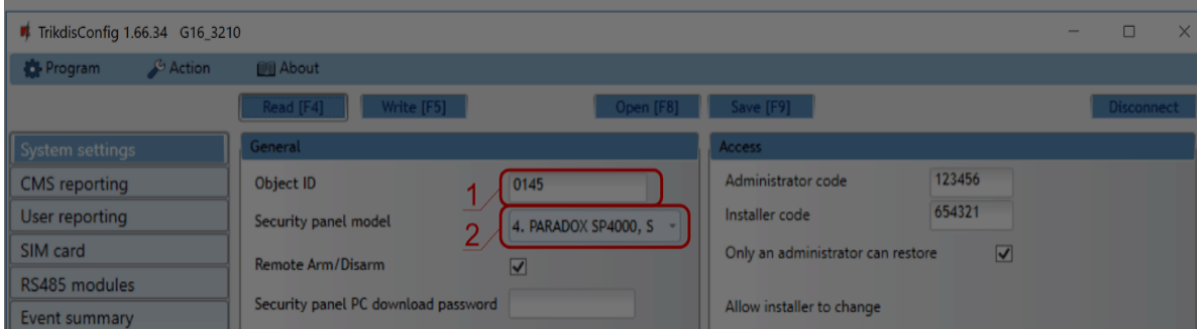 TrikdisConfig 1.66.34 G16_3210
Program Action About
Read [F4] Write [F5] Open [F8] Save [F9] Disconnect
System settings
CMS reporting
User reporting
SIM card
RS485 modules
Event summary
General
Object ID 1 0145
Security panel model 2 4. PARADOX SP4000, S
Remote Arm/Disarm
Security panel PC download password
Access
Administrator code 123456
Installer code 654321
Only an administrator can restore
Allow installer to change